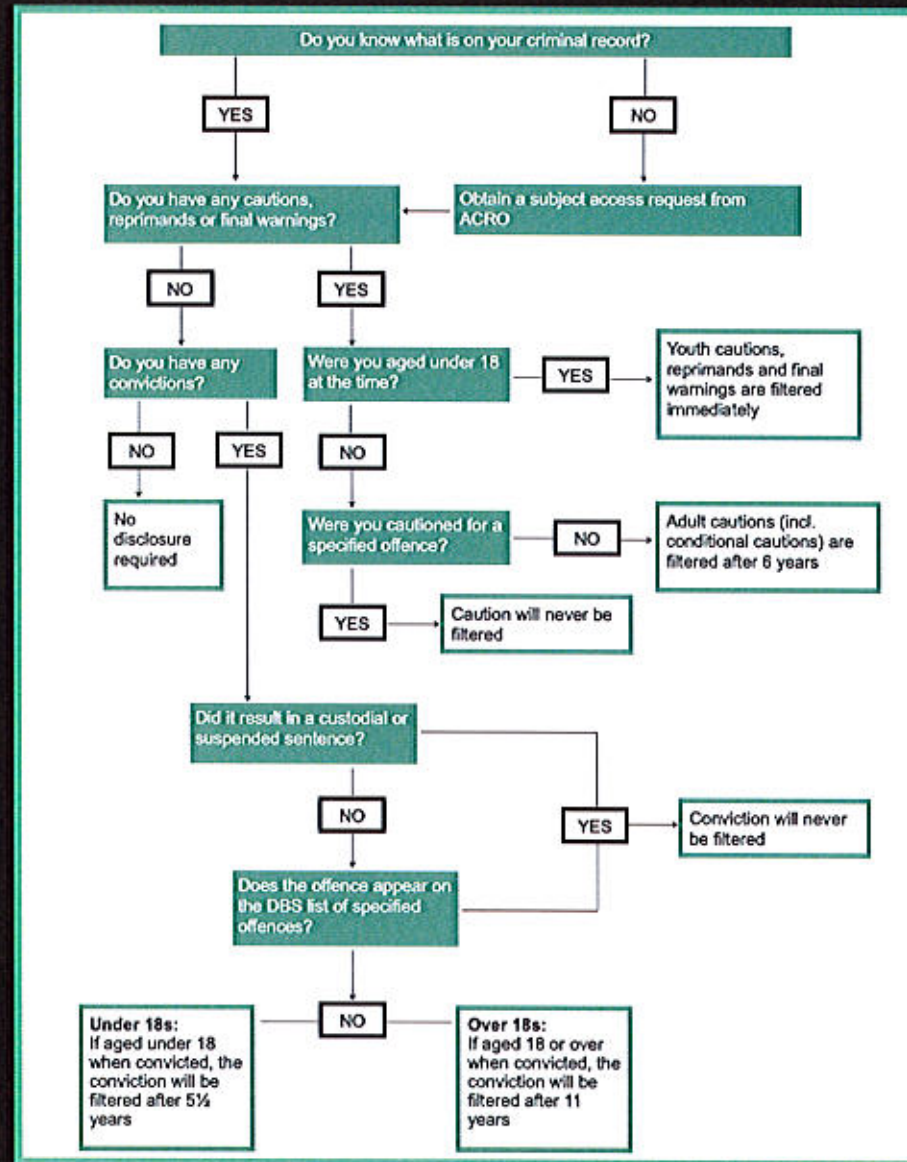 Do you know what is on your criminal record?
YES
NO
Do you have any cautions,
reprimands or final warnings?
Obtain a subject access request from
ACRO
NO
YES
Do you have any
convictions?
Were you aged under 18
at the time?
YES
Youth cautions,
reprimands and final
warnings are filtered
immediately
NO
YES
NO
No
disclosure
required
Were you cautioned for a
specified offence?
NO
Adult cautions (incl.
conditional cautions) are
filtered after 6 years
YES
Caution will never be
filtered
Did it result in a custodial or
suspended sentence?
NO
YES
Conviction will never
be filtered
Does the offence appear on
the DBS list of specified
offences?
NO
Under 18s:
If aged under 18
when convicted, the
conviction will be
filtered after 5½
years
Over 18s:
If aged 18 or over
when convicted, the
conviction will be
filtered after 11
years